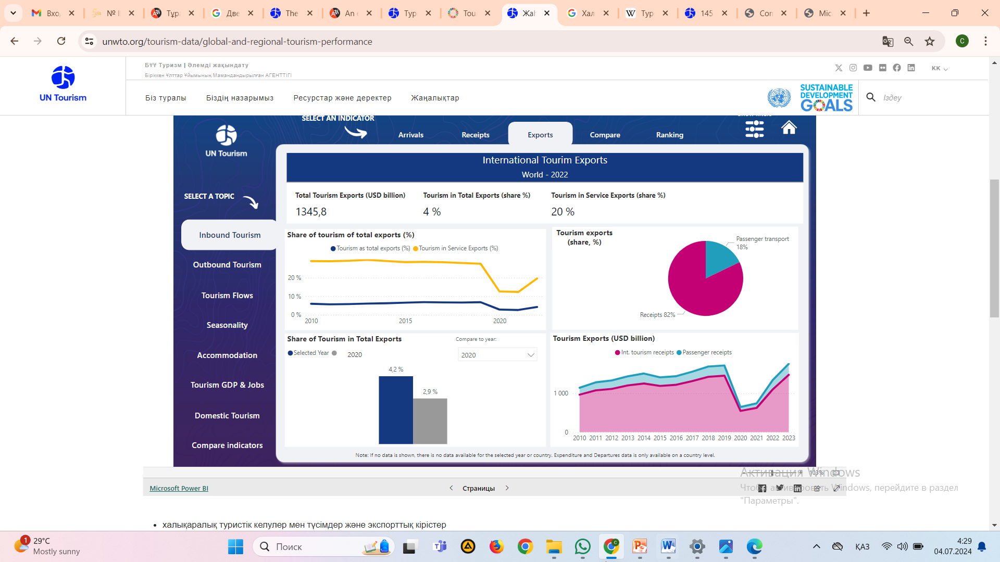 Вхо,
№ II
Тұра
Две
The
An
Тур
Tour
Жаһ
Хал
Тур
145
Con
Mic
unwto.org/tourism-data/global-and-regional-tourism-performance
C
БҰҰ Туризм | Әлемді жақындату
Біріккен Ұлттар Ұйымының Мамандандырылған АГЕНТТІГІ
KK
UN Tourism
Біз туралы
Біздің назарымыз
Ресурстар және деректер
Жаңалықтар
SUSTAINABLE
DEVELOPMENT
GOALS
Іздеу
SELECT AN INDICATOR
Arrivals
Receipts
Exports
Compare
Ranking
UN Tourism
International Tourim Exports
World - 2022
SELECT A TOPIC
Total Tourism Exports (USD billion)
1345,8
Tourism in Total Exports (share %)
4 %
Tourism in Service Exports (share %)
20 %
Inbound Tourism
Outbound Tourism
Tourism Flows
Seasonality
Accommodation
Tourism GDP & Jobs
Domestic Tourism
Compare indicators
Share of tourism of total exports (%)
Tourism as total exports (%) Tourism in Service Exports (%)
20 %
10 %
0 %
2010 2015 2020
Tourism exports
(share, %)
Passenger transport
18%
Receipts 82%
Share of Tourism in Total Exports
Compare to year:
Selected Year
2020
2020
4,2 %
2,9 %
Tourism Exports (USD billion)
Int. tourism receipts Passenger receipts
1 000
0
2010 2011 2012 2013 2014 2015 2016 2017 2018 2019 2020 2021 2022 2023
Note: If no data is shown, there is no data available for the selected year or country. Expenditure and Departures data is only available on a country level.
103%
Microsoft Power BI
Страницы
Активация Windows
Чтобы активировать Windows, перейдите в раздел
"Параметры".
халықаралық туристік келулер мен түсімдер және экспорттық кірістер
1
29°C
Mostly sunny
Поиск
ҚАЗ
4:29
04.07.2024